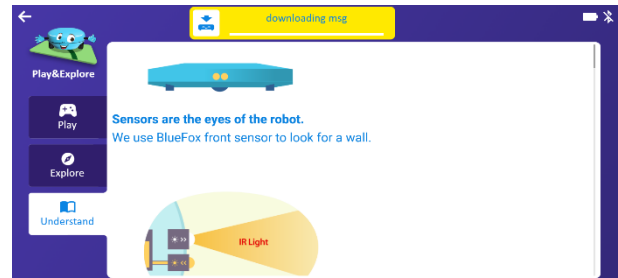 downloading msg
Play&Explore
Play
Explore
Understand
Sensors are the eyes of the robot.
We use BlueFox front sensor to look for a wall.
IR Light